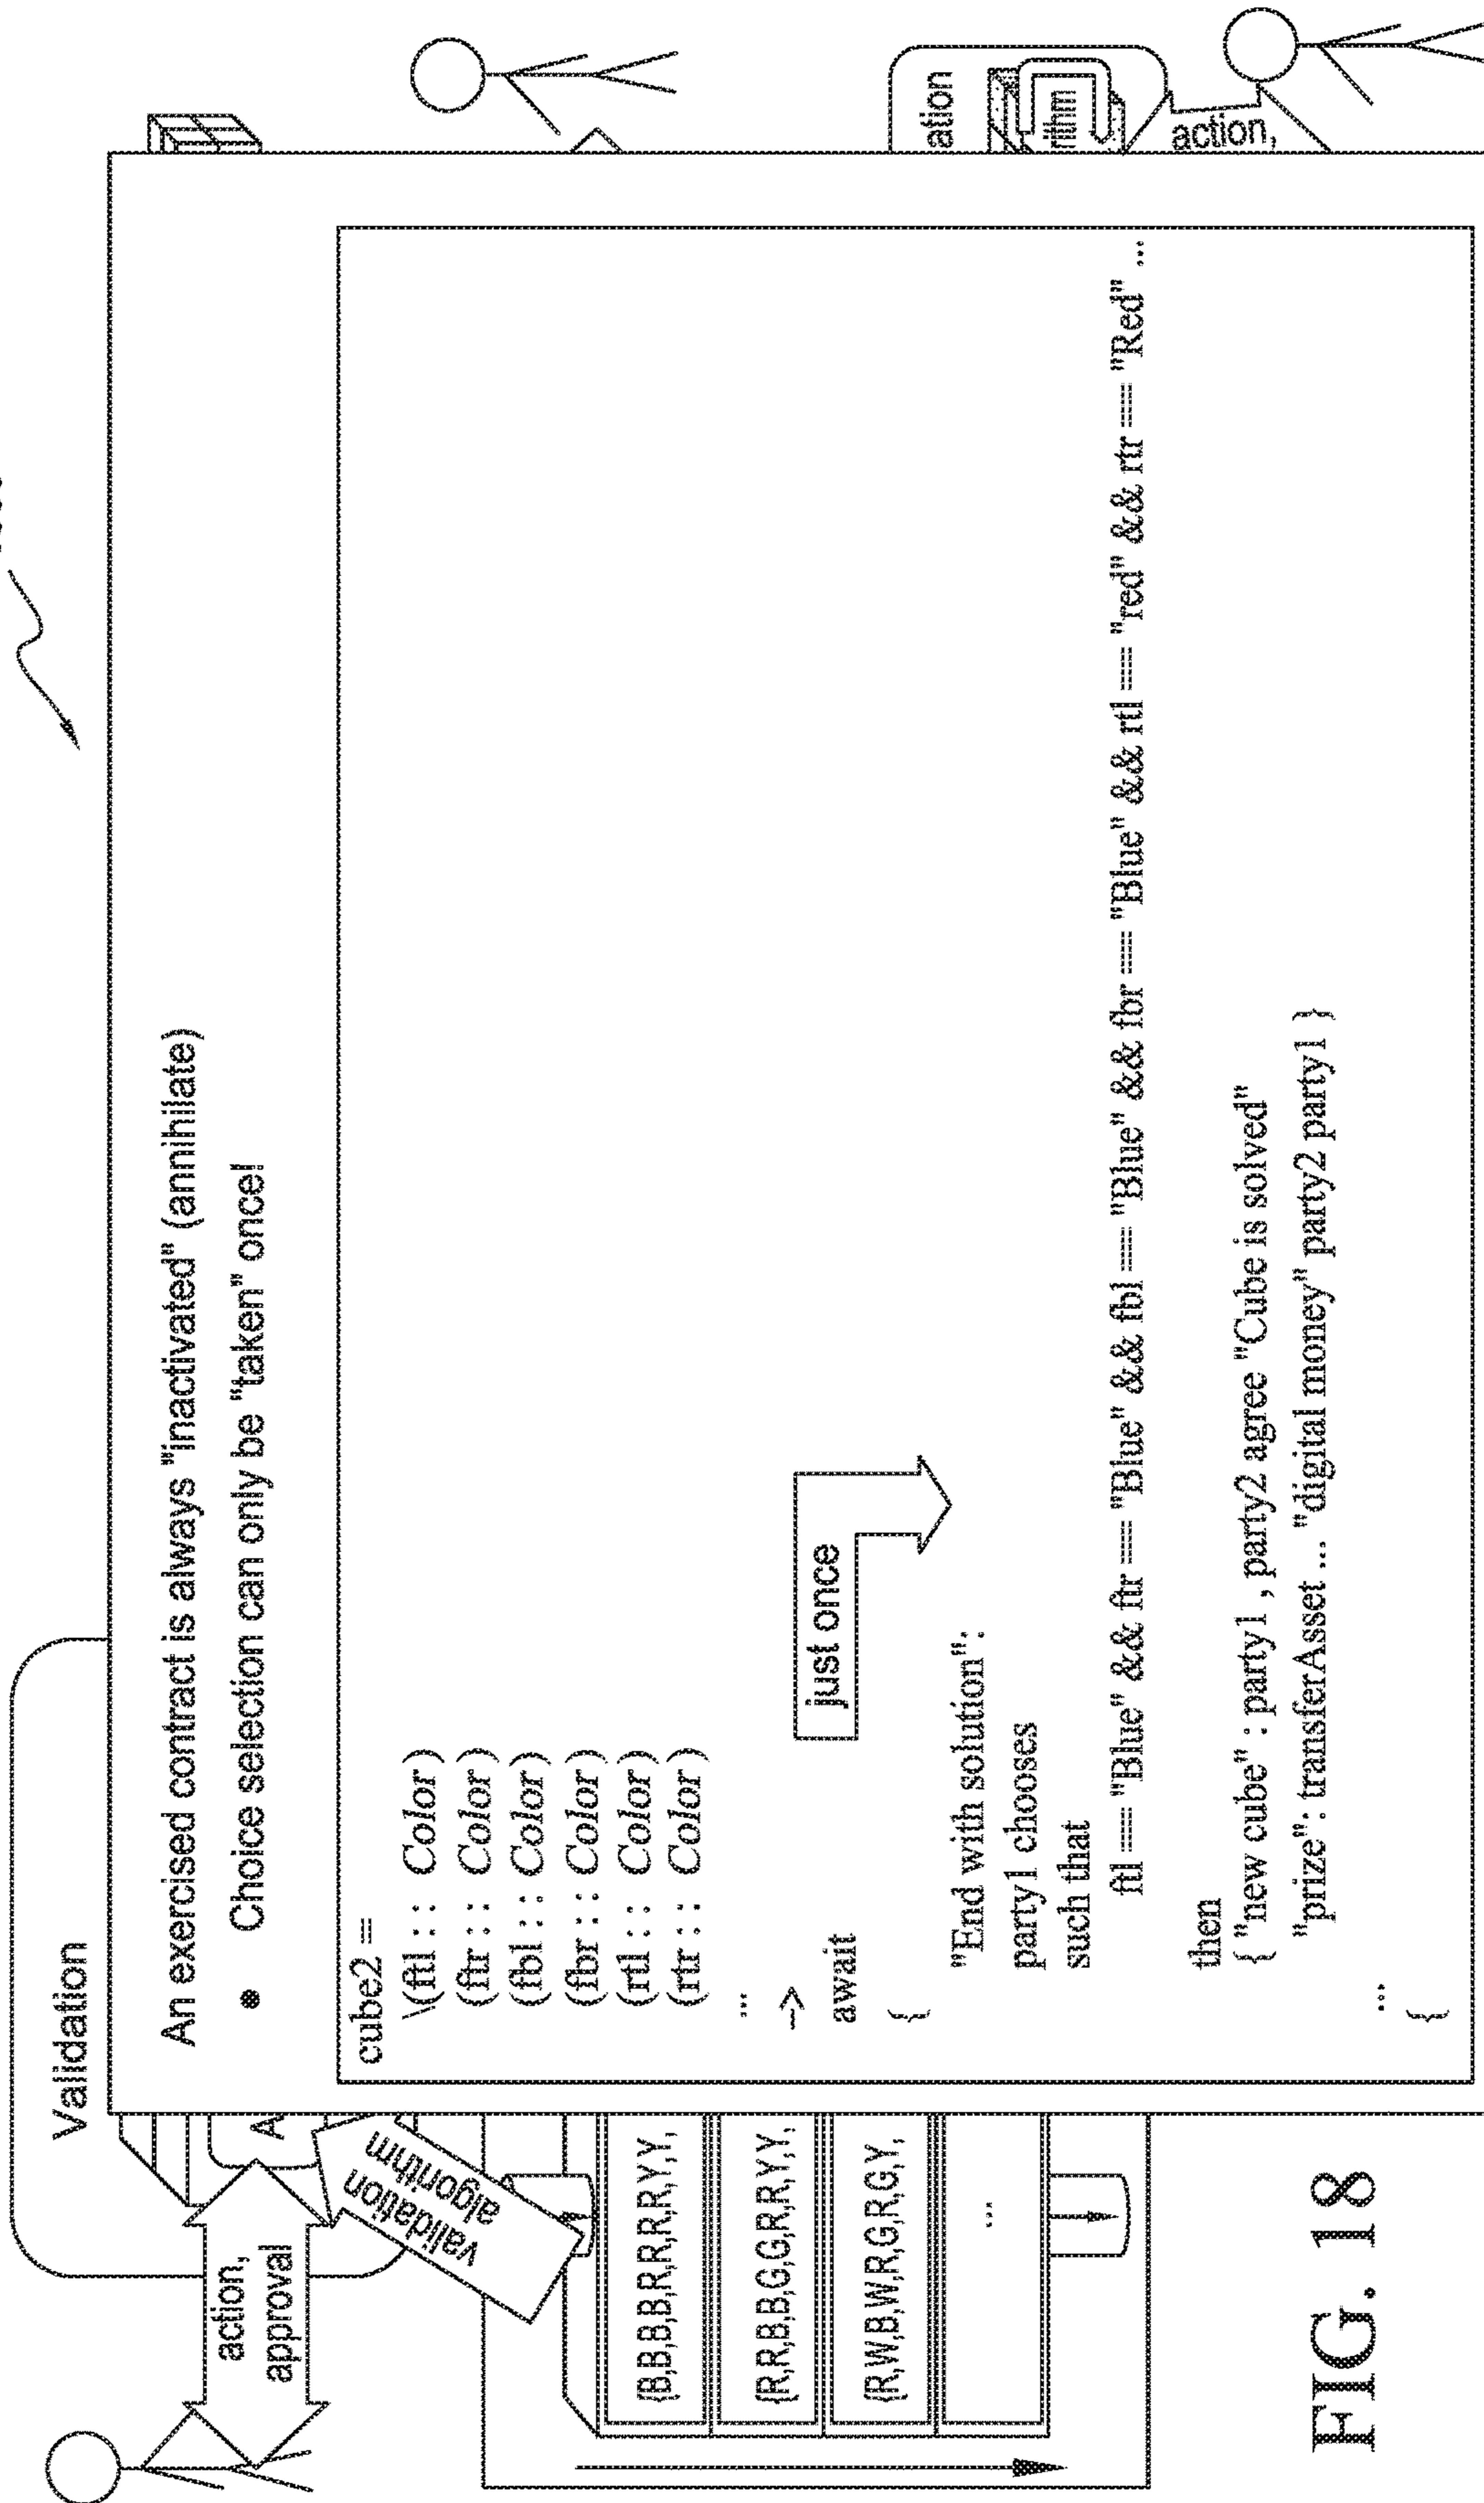 Validation
An exercised contract is always "inactivated" (annihilate)
• Choice selection can only be "taken" once!
cube2 =
\(ftl :: Color )
(ftr :: Color )
(fbl :: Color )
(fbr :: Color )
(rtl :: Color )
(rtr :: Color )
...
->
await
{
just once
"End with solution":
party1 chooses
such that
ftl == "Blue" && ftr == "Blue" && fbl == "Blue" && fbr == "Blue" && rtl == "red" && rtr == "Red" ...
then
{ "new cube" : party1 , party2 agree "Cube is solved"
"prize": transferAsset ... "digital money" party2 party1 }
...
{
action,
approval
A
validation
algorithm
{B,B,B,B,R,R,R,R,Y,Y,
{R,R,B,B,G,G,R,R,Y,Y,
{R,W,B,W,R,G,R,G,Y,
...
ation
rithm
action,
FIG. 18